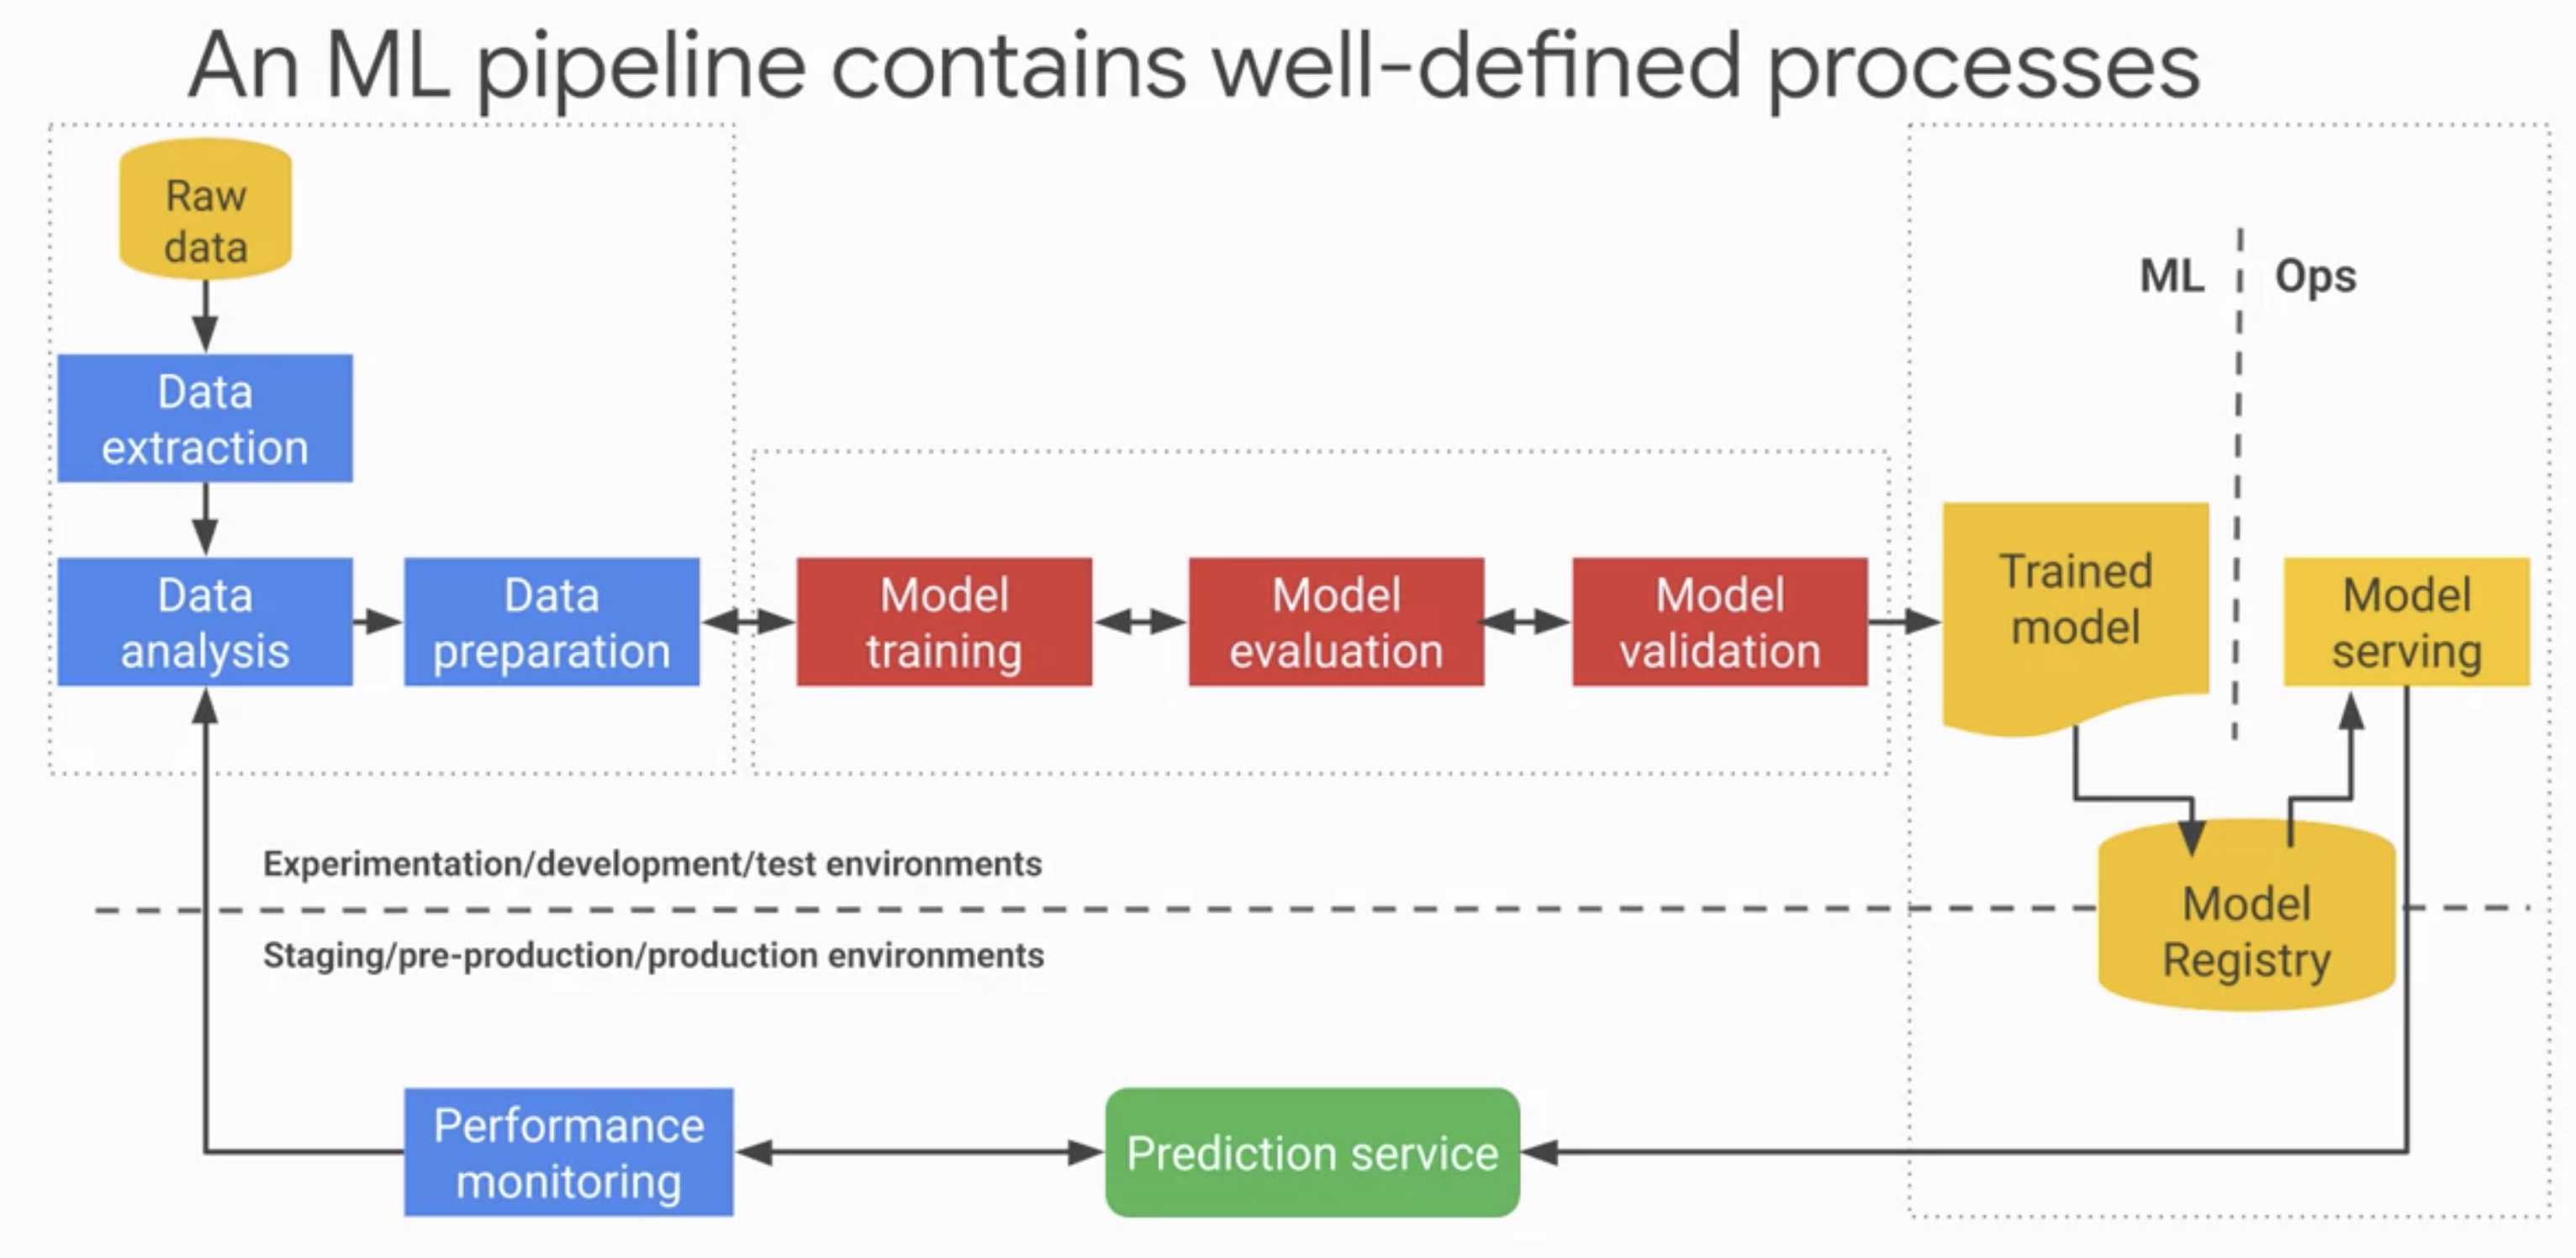 An ML pipeline contains well-defined processes
Raw
data
Data
extraction
Data
analysis
Data
preparation
Model
training
Model
evaluation
Model
validation
ML
Ops
Trained
model
Model
serving
Model
Registry
Experimentation/development/test environments
Staging/pre-production/production environments
Performance
monitoring
Prediction service